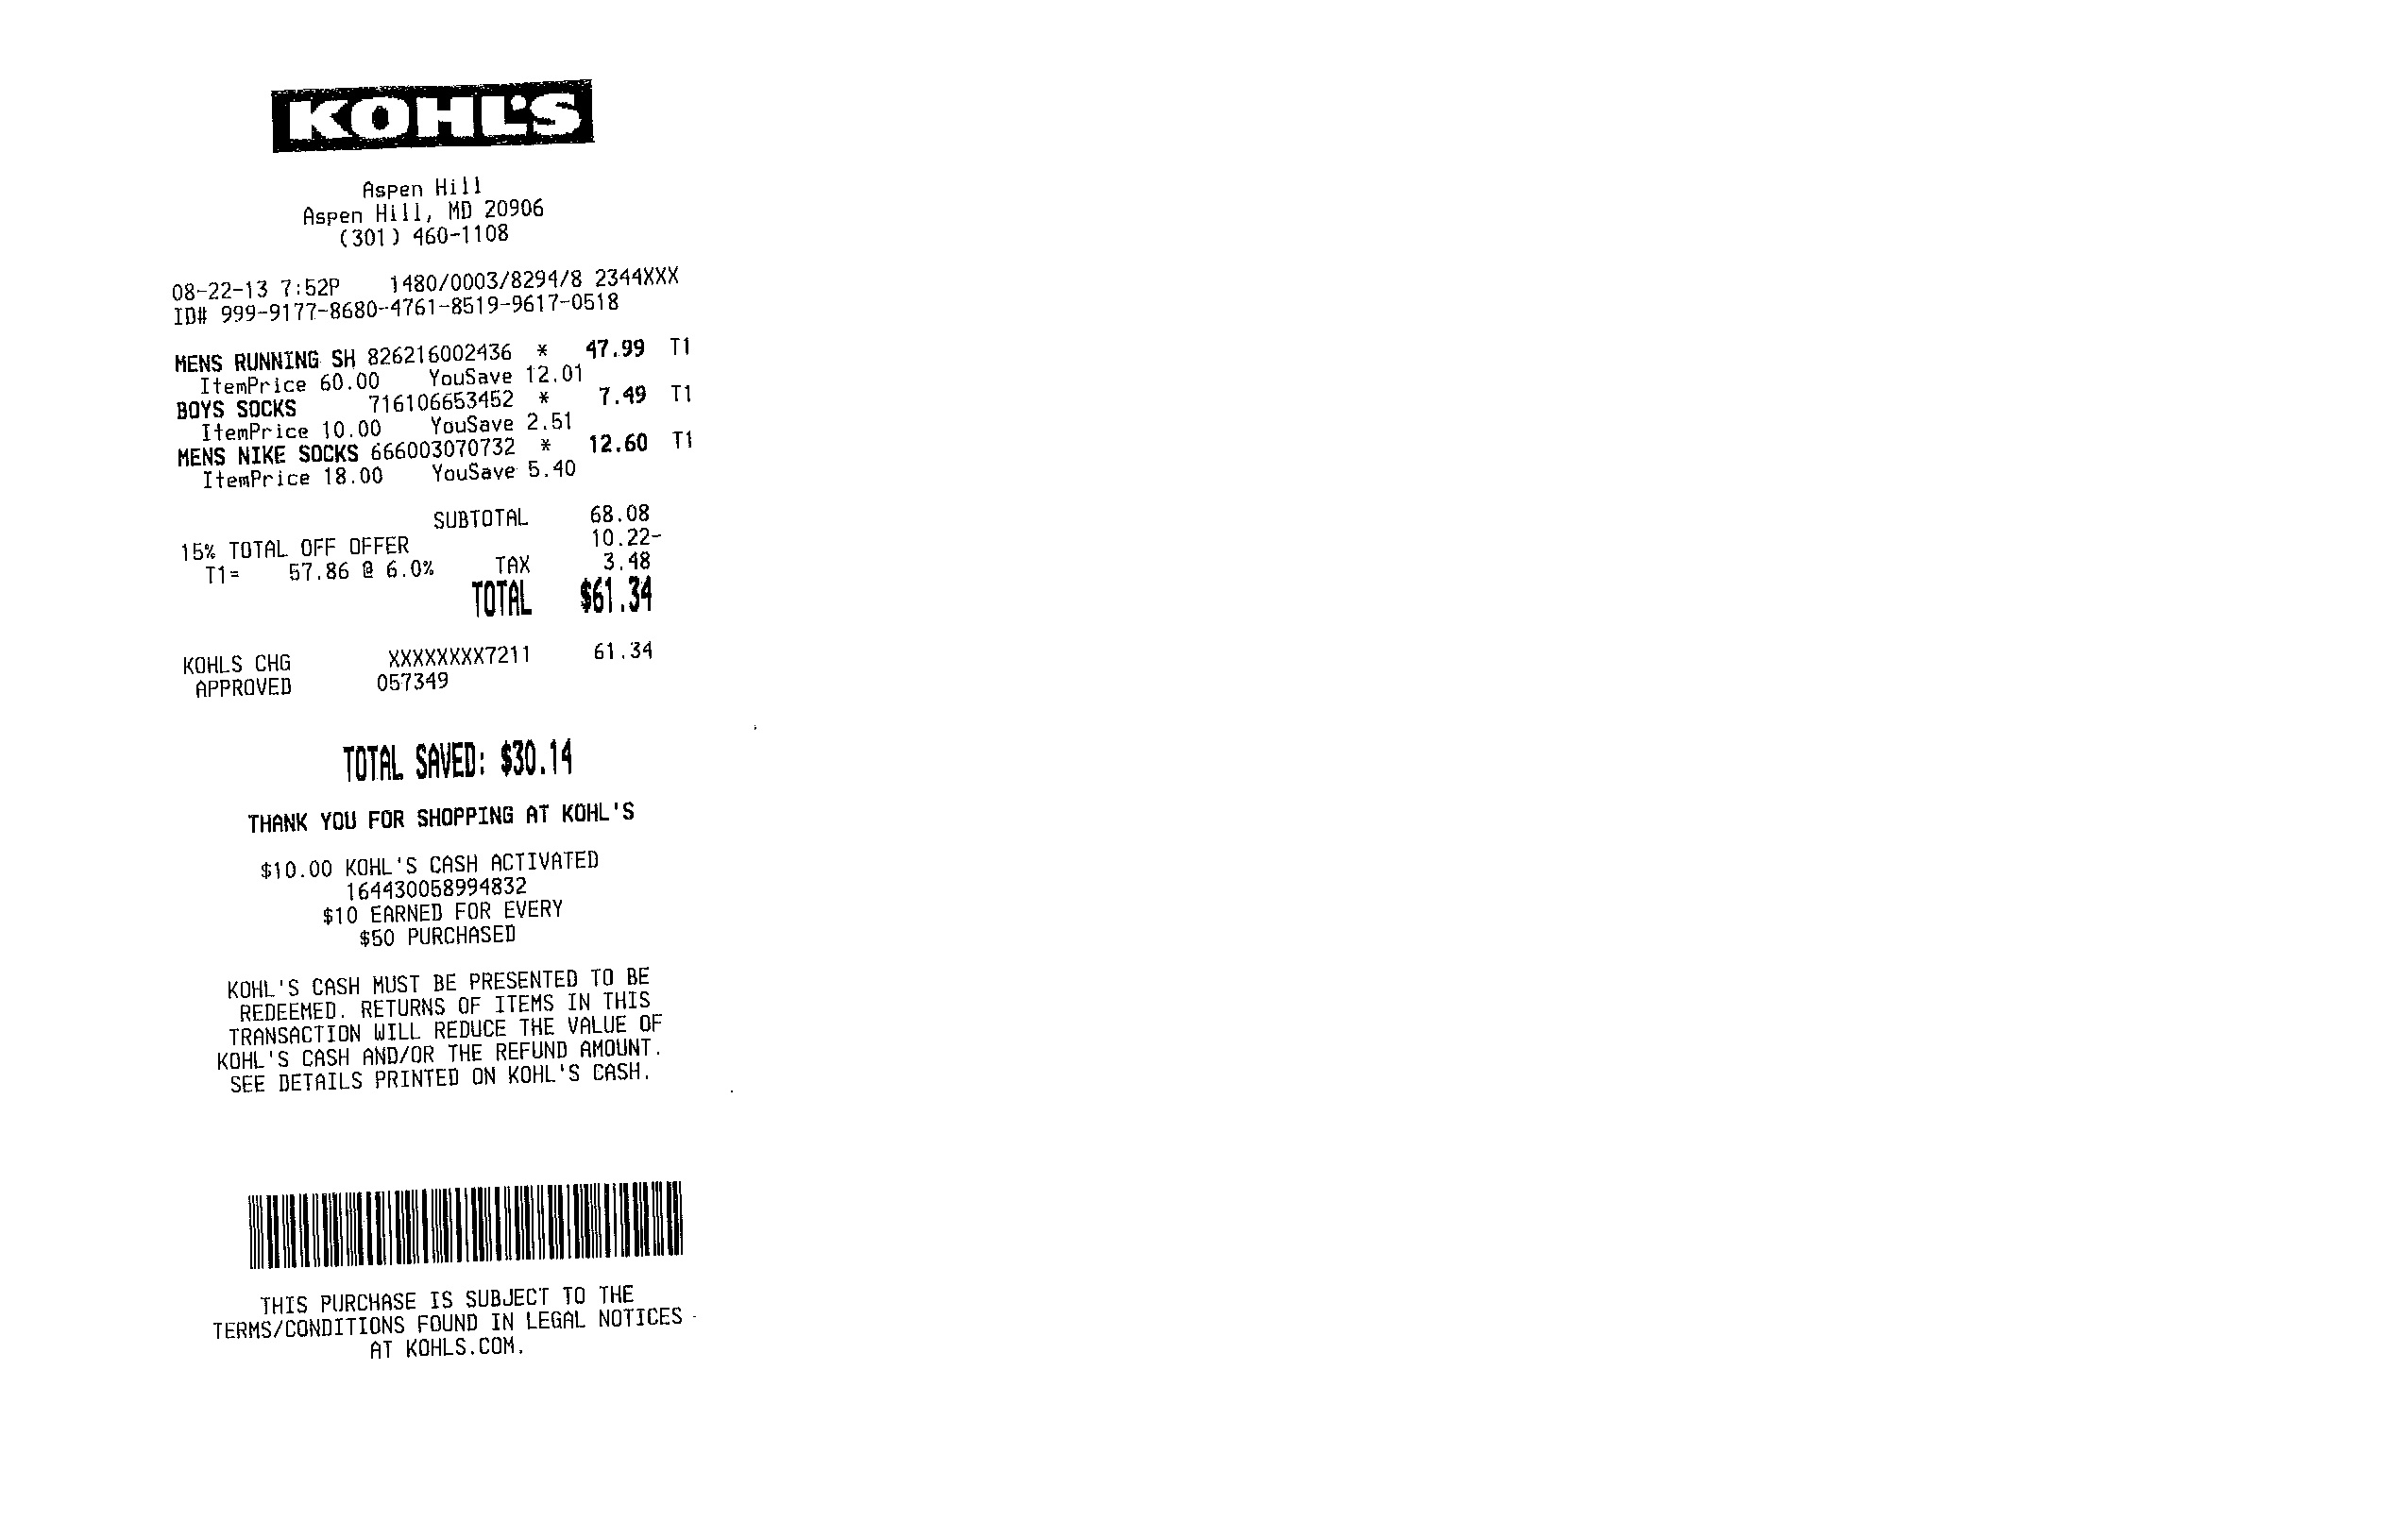 KOHL'S
Aspen Hill
Aspen Hill, MD 20906
(301) 460-1108
08-22-13 7:52P 1480/0003/8294/8 2344XXX
ID# 999-9177-8680-4761-8519-9617-0518
MENS RUNNING SH 826216002436 * 47.99 T1
ItemPrice 60.00 YouSave 12.01
BOYS SOCKS 716106653452 * 7.49 T1
ItemPrice 10.00 YouSave 2.51
MENS NIKE SOCKS 666003070732 * 12.60 T1
ItemPrice 18.00 YouSave 5.40
SUBTOTAL 68.08
15% TOTAL OFF OFFER 10.22-
T1= 57.86 @ 6.0% TAX 3.48
TOTAL $61.34
KOHLS CHG XXXXXXXX7211 61.34
APPROVED 057349
TOTAL SAVED: $30.14
THANK YOU FOR SHOPPING AT KOHL'S
$10.00 KOHL'S CASH ACTIVATED
164430058994832
$10 EARNED FOR EVERY
$50 PURCHASED
KOHL'S CASH MUST BE PRESENTED TO BE
REDEEMED. RETURNS OF ITEMS IN THIS
TRANSACTION WILL REDUCE THE VALUE OF
KOHL'S CASH AND/OR THE REFUND AMOUNT.
SEE DETAILS PRINTED ON KOHL'S CASH.
THIS PURCHASE IS SUBJECT TO THE
TERMS/CONDITIONS FOUND IN LEGAL NOTICES
AT KOHLS.COM.